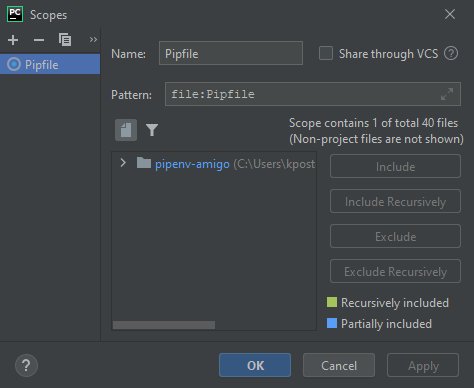 PC Scopes
Pipfile
Name: Pipfile Share through VCS ?
Pattern: file:Pipfile
Scope contains 1 of total 40 files
(Non-project files are not shown)
pipenv-amigo (C:\Users\kpost
Include
Include Recursively
Exclude
Exclude Recursively
Recursively included
Partially included
? OK Cancel Apply